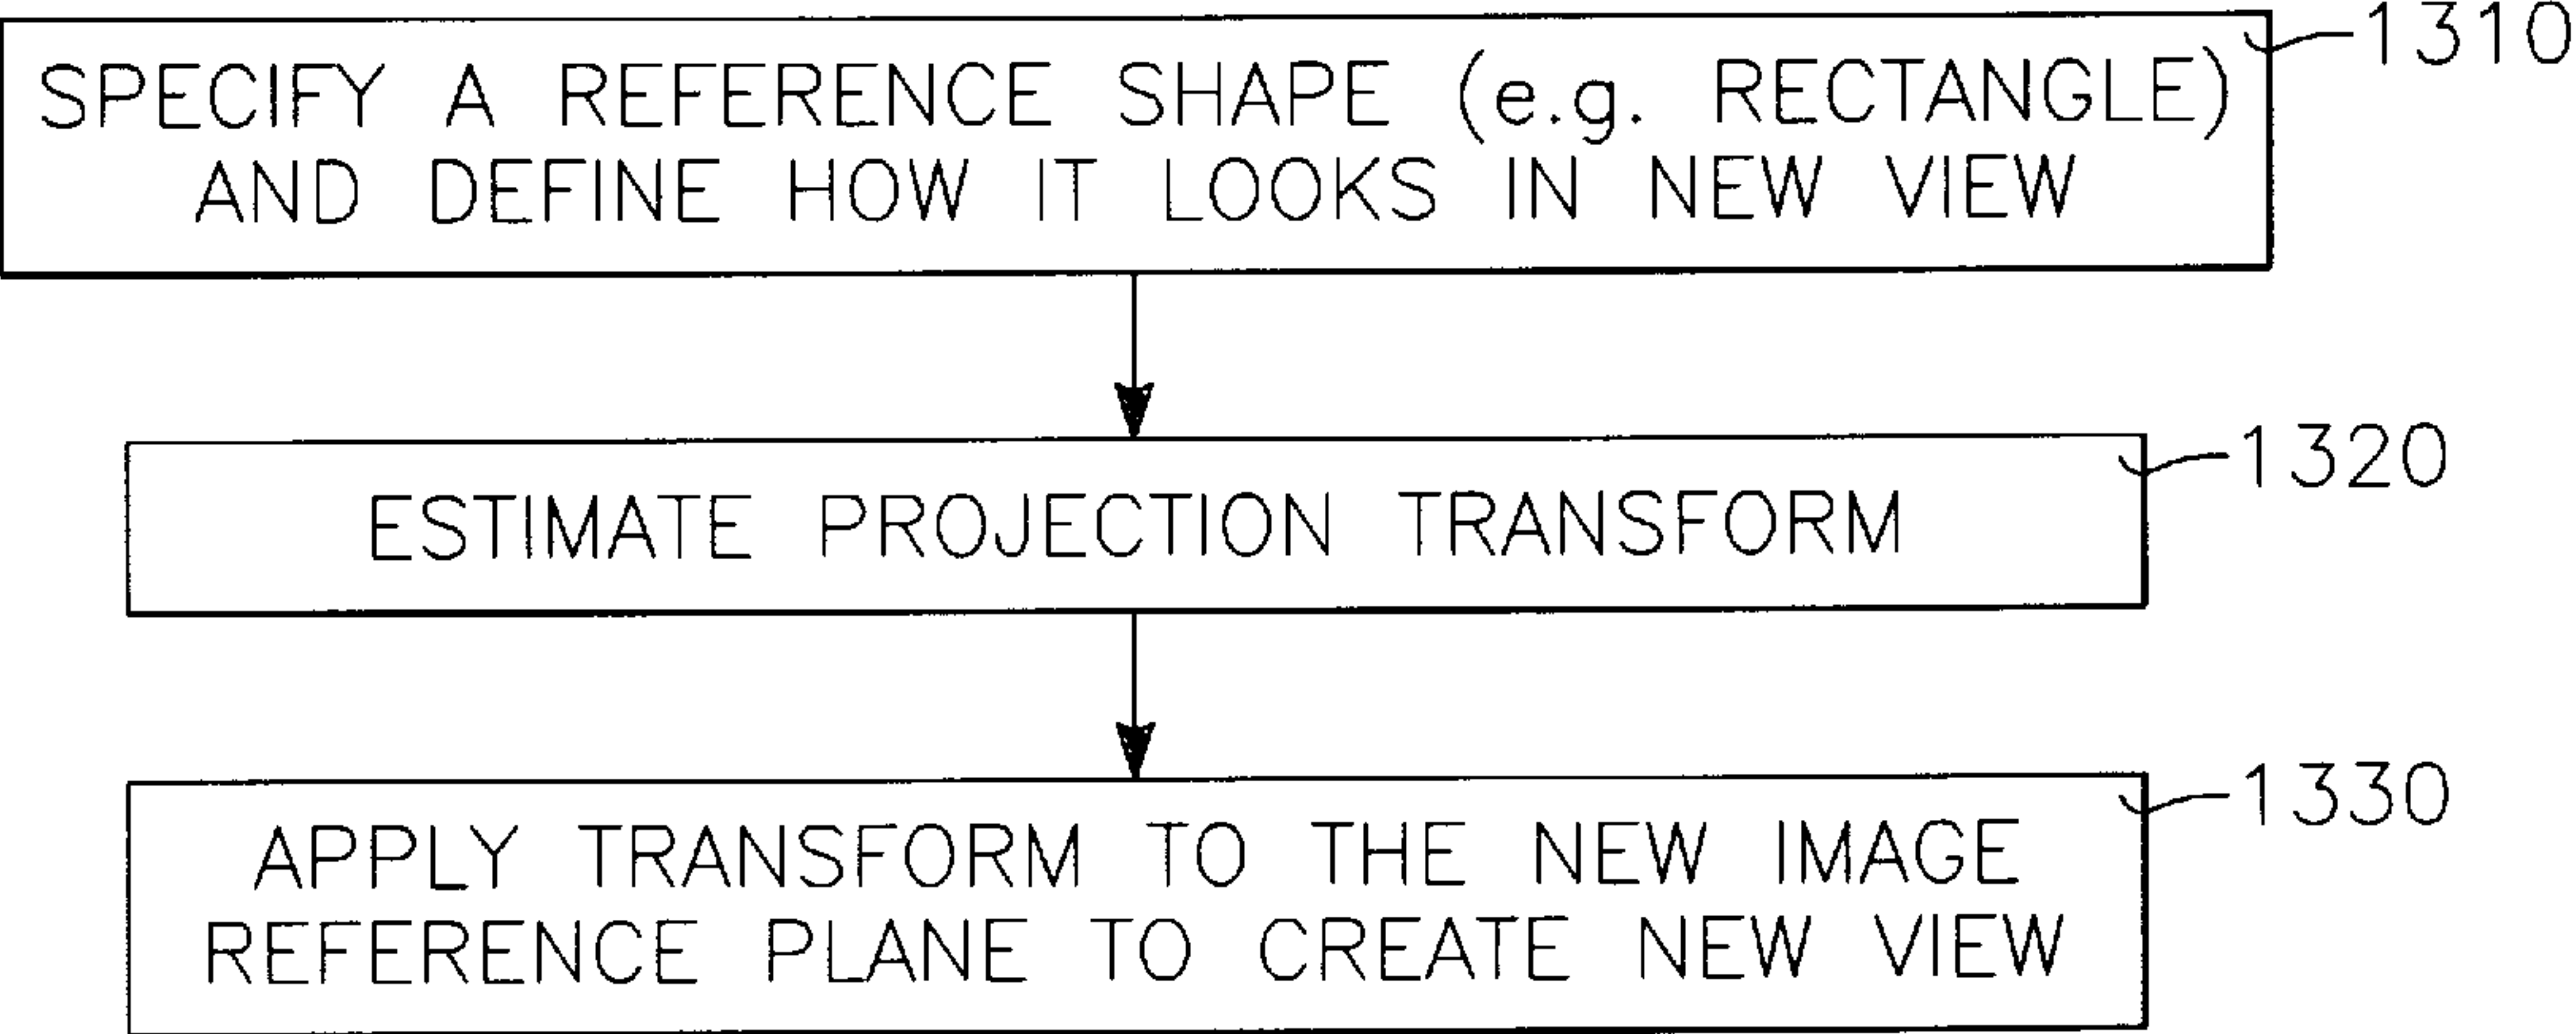 1310
SPECIFY A REFERENCE SHAPE (e.g. RECTANGLE)
AND DEFINE HOW IT LOOKS IN NEW VIEW
1320
ESTIMATE PROJECTION TRANSFORM
1330
APPLY TRANSFORM TO THE NEW IMAGE
REFERENCE PLANE TO CREATE NEW VIEW